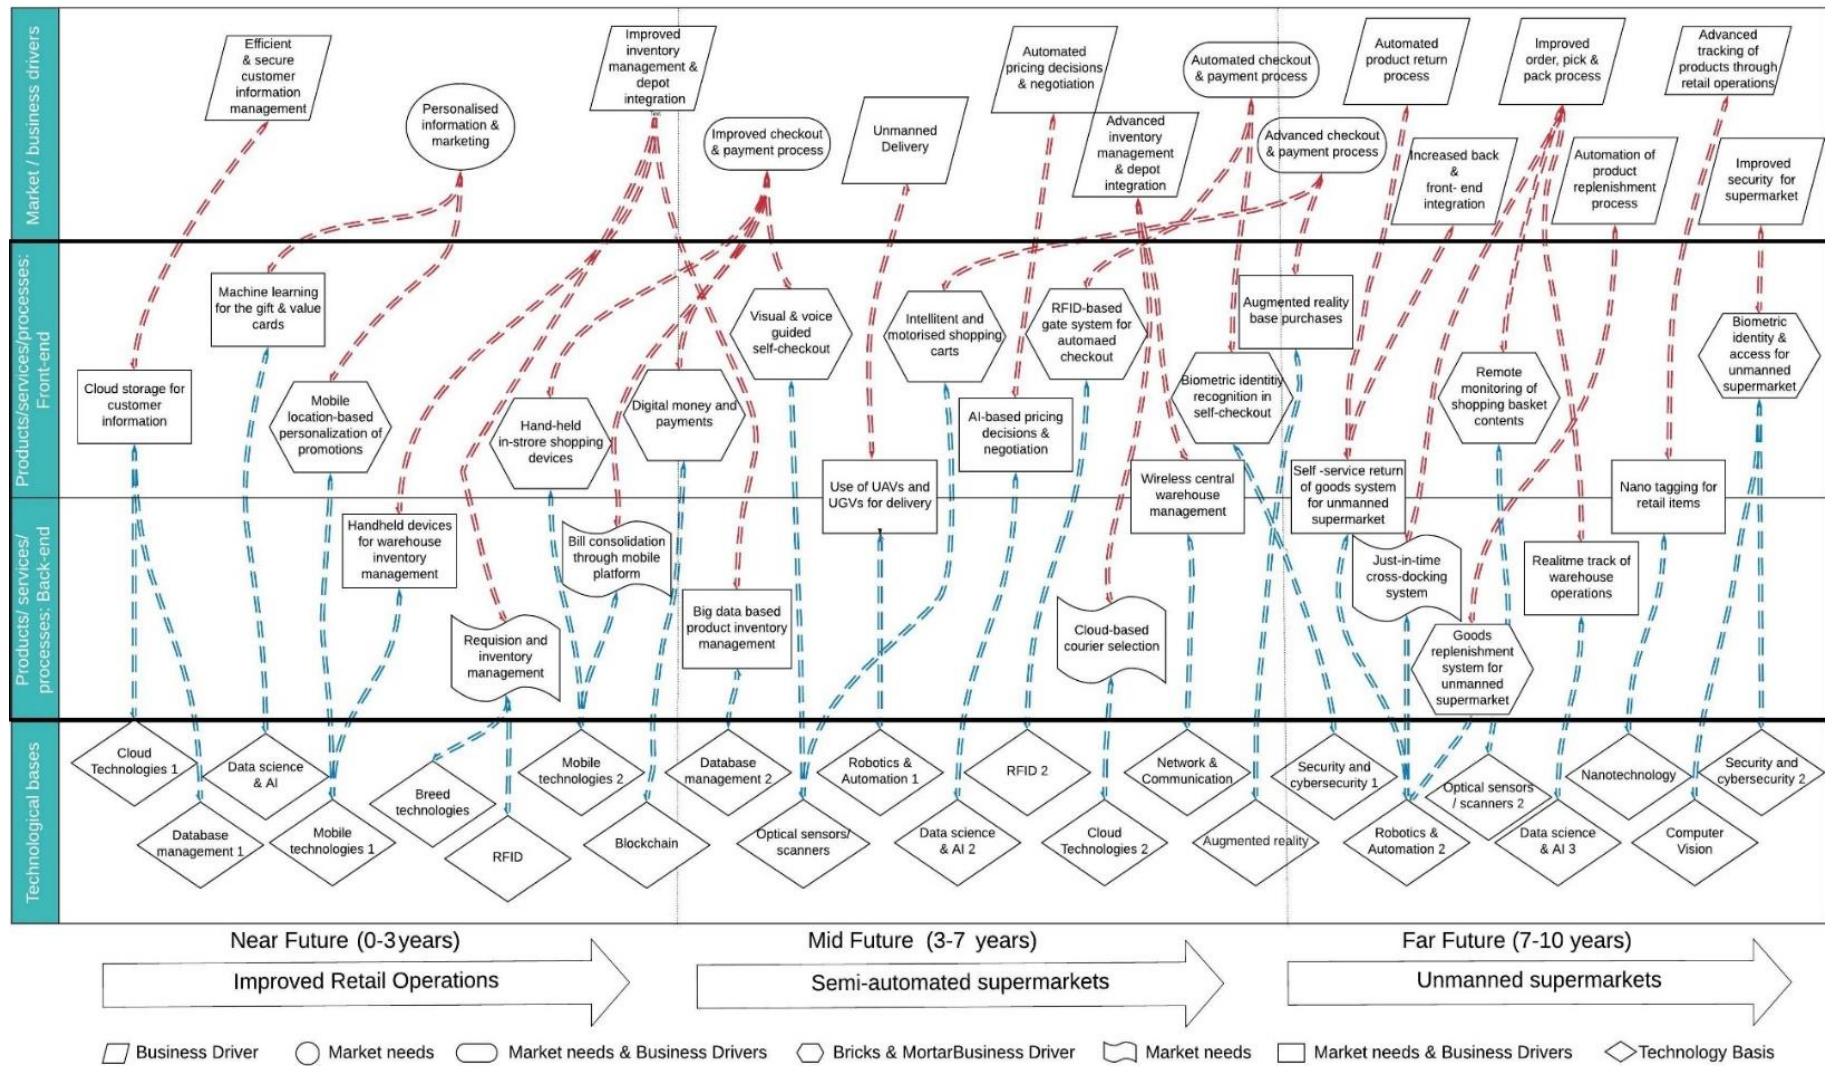 Market / business drivers
Efficient
& secure
customer
information
management
Personalised
information &
marketing
Improved
inventory
management &
depot
integration
Text
Improved checkout
& payment process
Unmanned
Delivery
Automated
pricing decisions
& negotiation
Advanced
inventory
management
& depot
integration
Automated checkout
& payment process
Advanced checkout
& payment process
Automated
product return
process
Increased back
&
front- end
integration
Improved
order, pick &
pack process
Automation of
product
replenishment
process
Advanced
tracking of
products through
retail operations
Improved
security for
supermarket
Products/services/processes:
Front-end
Cloud storage for
customer
information
Machine learning
for the gift & value
cards
Mobile
location-based
personalization of
promotions
Hand-held
in-strore shopping
devices
Digital money and
payments
Visual & voice
guided
self-checkout
Use of UAVs and
UGVs for delivery
Intellitent and
motorised shopping
carts
AI-based pricing
decisions &
negotiation
RFID-based
gate system for
automaed
checkout
Wireless central
warehouse
management
Biometric identitiy
recognition in
self-checkout
Augmented reality
base purchases
Self -service return
of goods system
for unmanned
supermarket
Remote
monitoring of
shopping basket
contents
Nano tagging for
retail items
Biometric
identity &
access for
unmanned
supermarket
Products/ services/
processes: Back-end
Handheld devices
for warehouse
inventory
management
Requision and
inventory
management
Bill consolidation
through mobile
platform
Big data based
product inventory
management
Cloud-based
courier selection
Just-in-time
cross-docking
system
Goods
replenishment
system for
unmanned
supermarket
Realitme track of
warehouse
operations
Technological bases
Cloud
Technologies 1
Database
management 1
Data science
& AI
Mobile
technologies 1
Breed
technologies
RFID
Mobile
technologies 2
Blockchain
Database
management 2
Optical sensors/
scanners
Robotics &
Automation 1
Data science
& AI 2
RFID 2
Cloud
Technologies 2
Network &
Communication
Augmented reality
Security and
cybersecurity 1
Robotics &
Automation 2
Optical sensors
/ scanners 2
Data science
& AI 3
Nanotechnology
Computer
Vision
Security and
cybersecurity 2
Near Future (0-3years)
Improved Retail Operations
Mid Future (3-7 years)
Semi-automated supermarkets
Far Future (7-10 years)
Unmanned supermarkets
Business Driver
Market needs
Market needs & Business Drivers
Bricks & MortarBusiness Driver
Market needs
Market needs & Business Drivers
Technology Basis